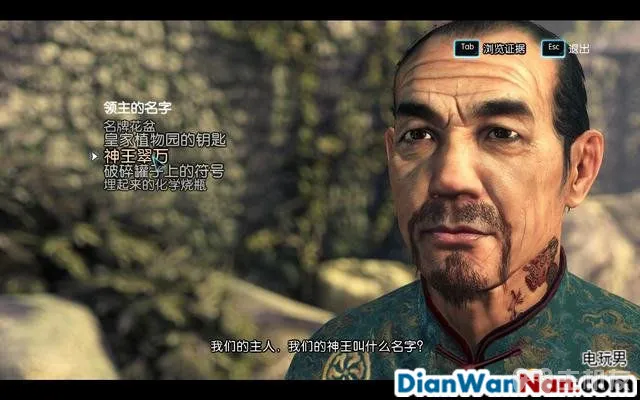 Tab 浏览证据 Esc 退出
领主的名字
名牌花盆
皇家植物园的钥匙
神王翠万
破碎罐子上的符号
埋起来的化学烧瓶
我们的主人，我们的神王叫什么名字？
电玩男
DianWanNan.com